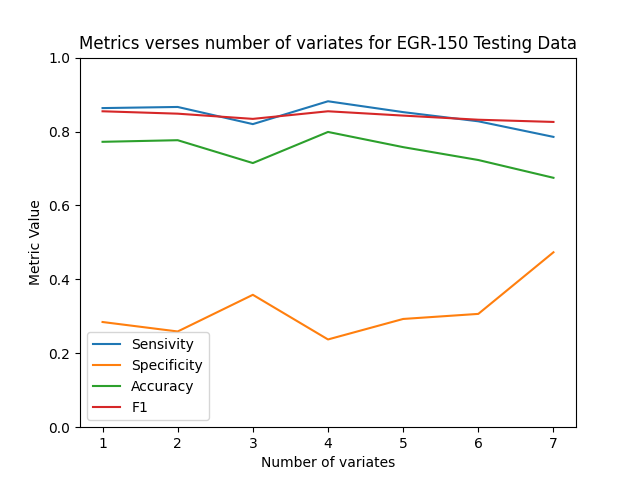 Metrics verses number of variates for EGR-150 Testing Data
1.0
0.8
0.6
0.4
0.2
0.0
Metric Value
Sensivity
Specificity
Accuracy
F1
1 2 3 4 5 6 7
Number of variates